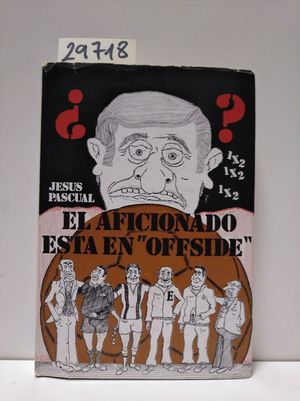 29718
¿
?
1x2
1x2
1x2
JESUS
PASCUAL
EL AFICIONADO
ESTA EN "OFFSIDE"
E